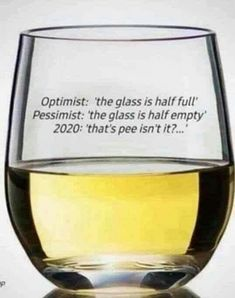 Optimist: 'the glass is half full'
Pessimist: 'the glass is half empty'
2020: 'that's pee isn't it?...'